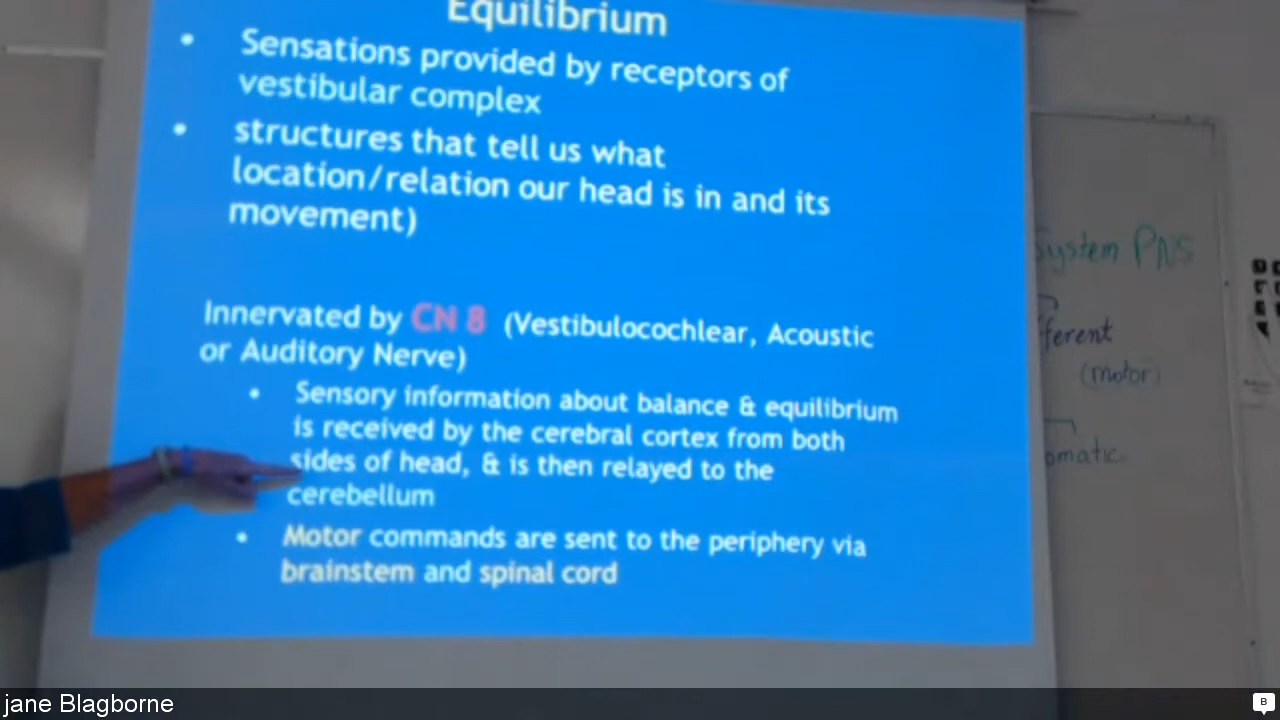 Equilibrium
• Sensations provided by receptors of
vestibular complex
• structures that tell us what
location/relation our head is in and its
movement)
Innervated by CN 8 (Vestibulocochlear, Acoustic
or Auditory Nerve)
• Sensory information about balance & equilibrium
is received by the cerebral cortex from both
sides of head, & is then relayed to the
cerebellum
• Motor commands are sent to the periphery via
brainstem and spinal cord
System PNS
fferent
(motor)
omatic
jane Blagborne
B